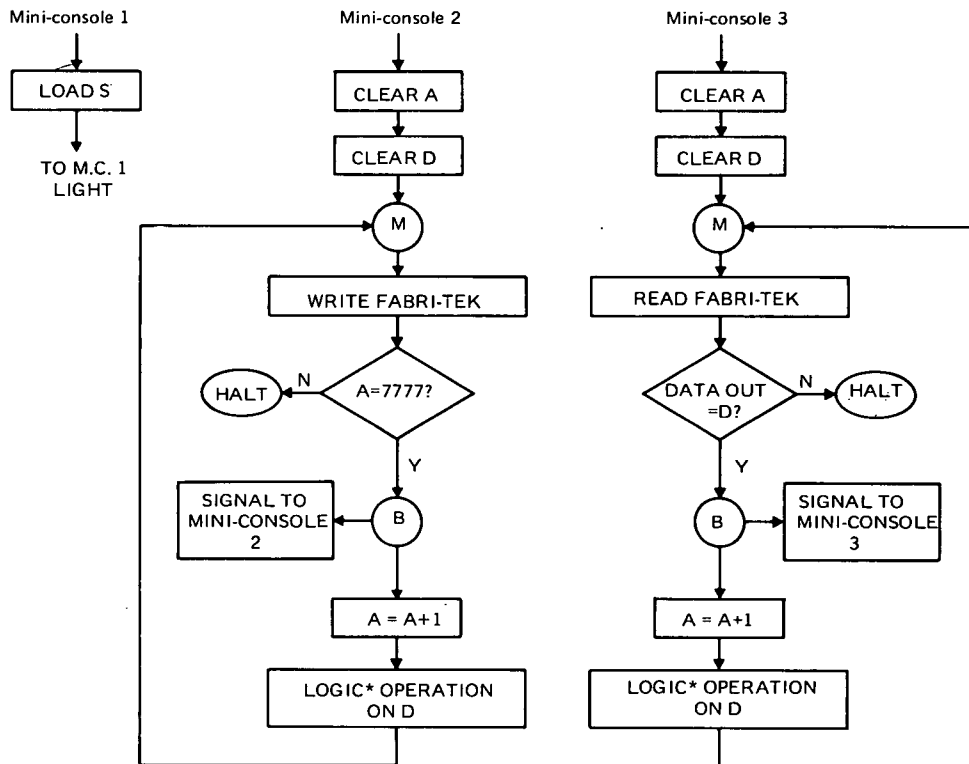 Mini-console 1
LOAD S
TO M.C. 1
LIGHT
Mini-console 2
CLEAR A
CLEAR D
M
WRITE FABRI-TEK
A=7777?
N
HALT
Y
B
SIGNAL TO
MINI-CONSOLE
2
A = A+1
LOGIC* OPERATION
ON D
Mini-console 3
CLEAR A
CLEAR D
M
READ FABRI-TEK
DATA OUT
=D?
N
HALT
Y
B
SIGNAL TO
MINI-CONSOLE
3
A = A+1
LOGIC* OPERATION
ON D